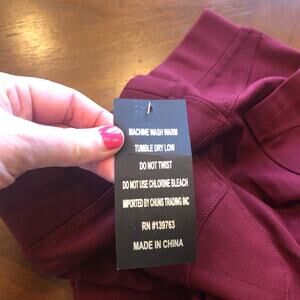 MACHINE WASH WARM
TUMBLE DRY LOW
DO NOT TWIST
DO NOT USE CHLORINE BLEACH
IMPORTED BY CHUNS TRADING INC
RN #139763
MADE IN CHINA